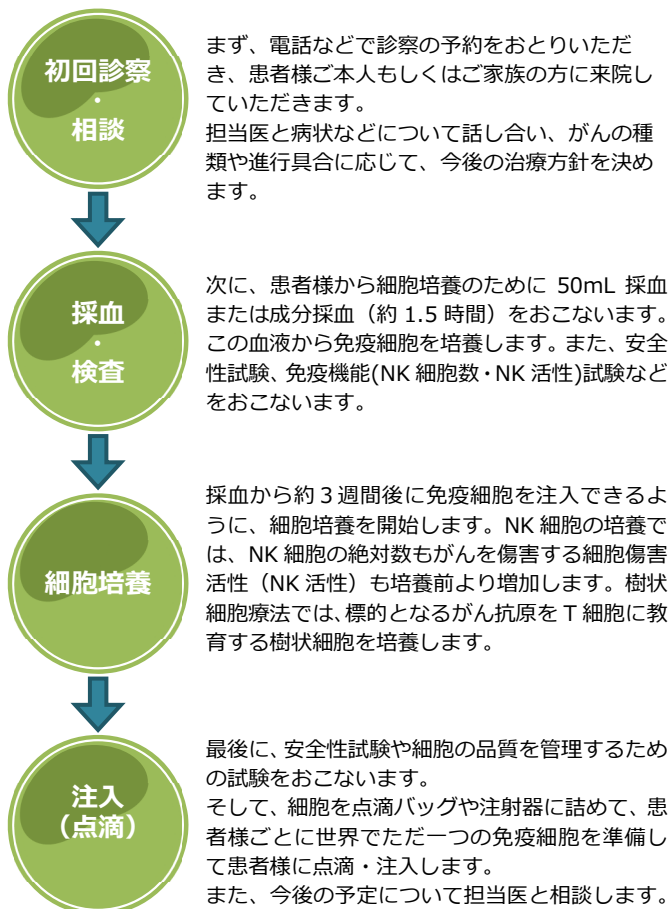 初回診察
・
相談
まず、電話などで診察の予約をおとりいただ
き、患者様ご本人もしくはご家族の方に来院し
ていただきます。
担当医と病状などについて話し合い、がんの種
類や進行具合に応じて、今後の治療方針を決め
ます。
採血
・
検査
次に、患者様から細胞培養のために 50mL 採血
または成分採血（約 1.5 時間）をおこないます。
この血液から免疫細胞を培養します。また、安全
性試験、免疫機能(NK 細胞数・NK 活性)試験など
をおこないます。
細胞培養
採血から約 3 週間後に免疫細胞を注入できるよ
うに、細胞培養を開始します。NK 細胞の培養で
は、NK 細胞の絶対数もがんを傷害する細胞傷害
活性（NK 活性）も培養前より増加します。樹状
細胞療法では、標的となるがん抗原を T 細胞に教
育する樹状細胞を培養します。
注入
（点滴）
最後に、安全性試験や細胞の品質を管理するため
の試験をおこないます。
そして、細胞を点滴バッグや注射器に詰めて、患
者様ごとに世界でただ一つの免疫細胞を準備し
て患者様に点滴・注入します。
また、今後の予定について担当医と相談します。